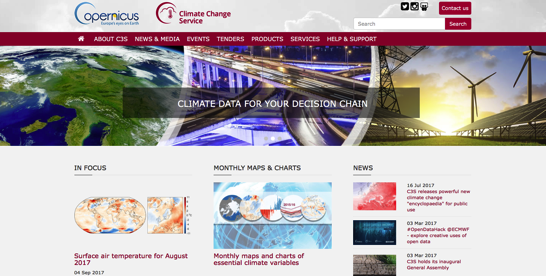 opernicus
Europe's eyes on Earth
Climate Change
Service
Contact us
Search
Search
ABOUT C3S
NEWS & MEDIA
EVENTS
TENDERS
PRODUCTS
SERVICES
HELP & SUPPORT
CLIMATE DATA FOR YOUR DECISION CHAIN
IN FOCUS
Surface air temperature for August
2017
04 Sep 2017
MONTHLY MAPS & CHARTS
Monthly maps and charts of
essential climate variables
NEWS
16 Jul 2017
C3S releases powerful new
climate change
"encyclopaedia" for public
use
03 Mar 2017
#OpenDataHack @ECMWF
- explore creative uses of
open data
03 Mar 2017
C3S holds its inaugural
General Assembly